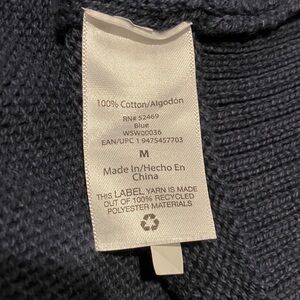 100% Cotton/Algodón
RN# 52469
Blue
WSW00036
EAN/UPC 1 9475457703
M
Made In/Hecho En
China
THIS LABEL YARN IS MADE
OUT OF 100% RECYCLED
POLYESTER MATERIALS